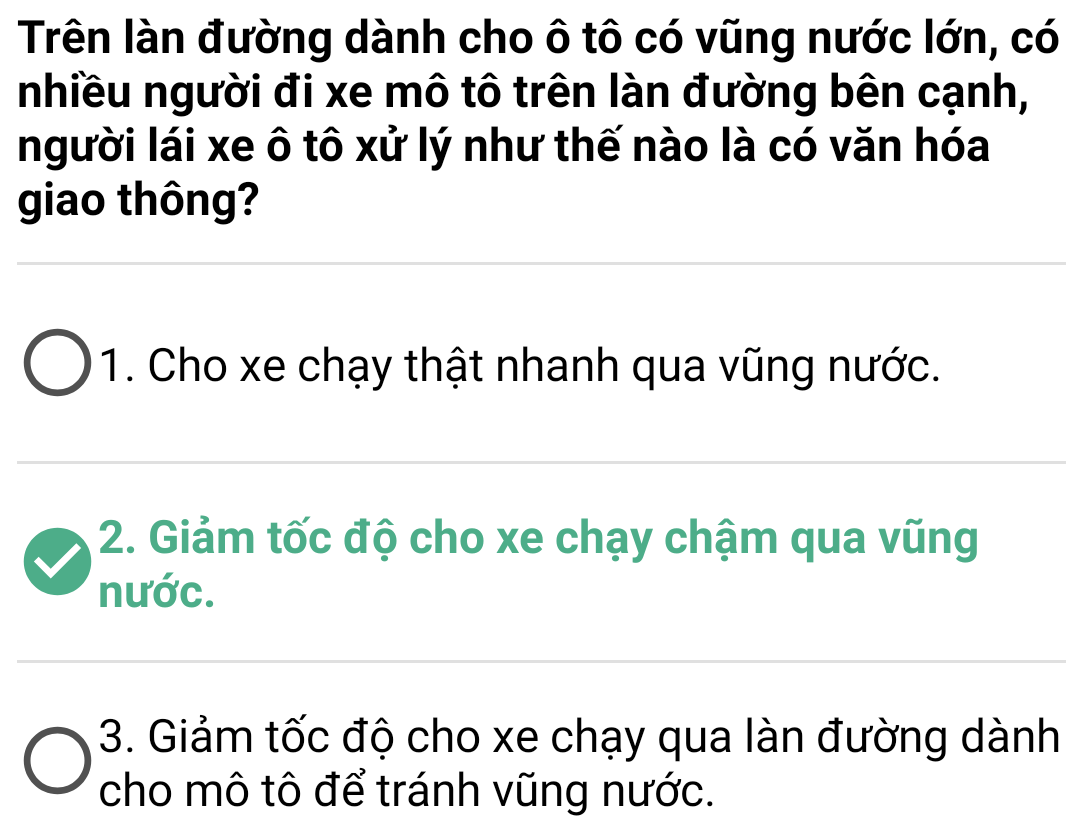 Trên làn đường dành cho ô tô có vũng nước lớn, có
nhiều người đi xe mô tô trên làn đường bên cạnh,
người lái xe ô tô xử lý như thế nào là có văn hóa
giao thông?
1. Cho xe chạy thật nhanh qua vũng nước.
2. Giảm tốc độ cho xe chạy chậm qua vũng
nước.
3. Giảm tốc độ cho xe chạy qua làn đường dành
cho mô tô để tránh vũng nước.